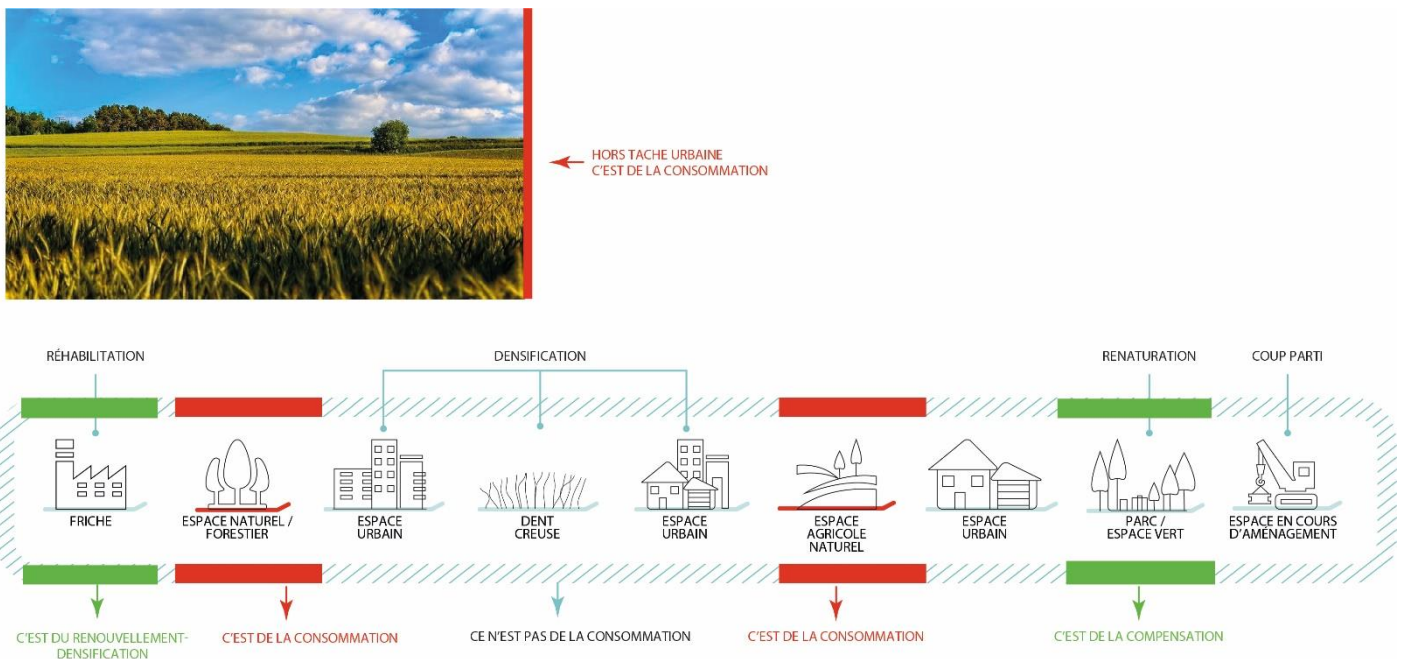 HORS TACHE URBAINE
C'EST DE LA CONSOMMATION
RÉHABILITATION
DENSIFICATION
RENATURATION
COUP PARTI
FRICHE
ESPACE NATUREL /
FORESTIER
ESPACE
URBAIN
DENT
CREUSE
ESPACE
URBAIN
ESPACE
AGRICOLE
NATUREL
ESPACE
URBAIN
PARC /
ESPACE VERT
ESPACE EN COURS
D'AMÉNAGEMENT
C'EST DU RENOUVELLEMENT-
DENSIFICATION
C'EST DE LA CONSOMMATION
CE N'EST PAS DE LA CONSOMMATION
C'EST DE LA CONSOMMATION
C'EST DE LA COMPENSATION